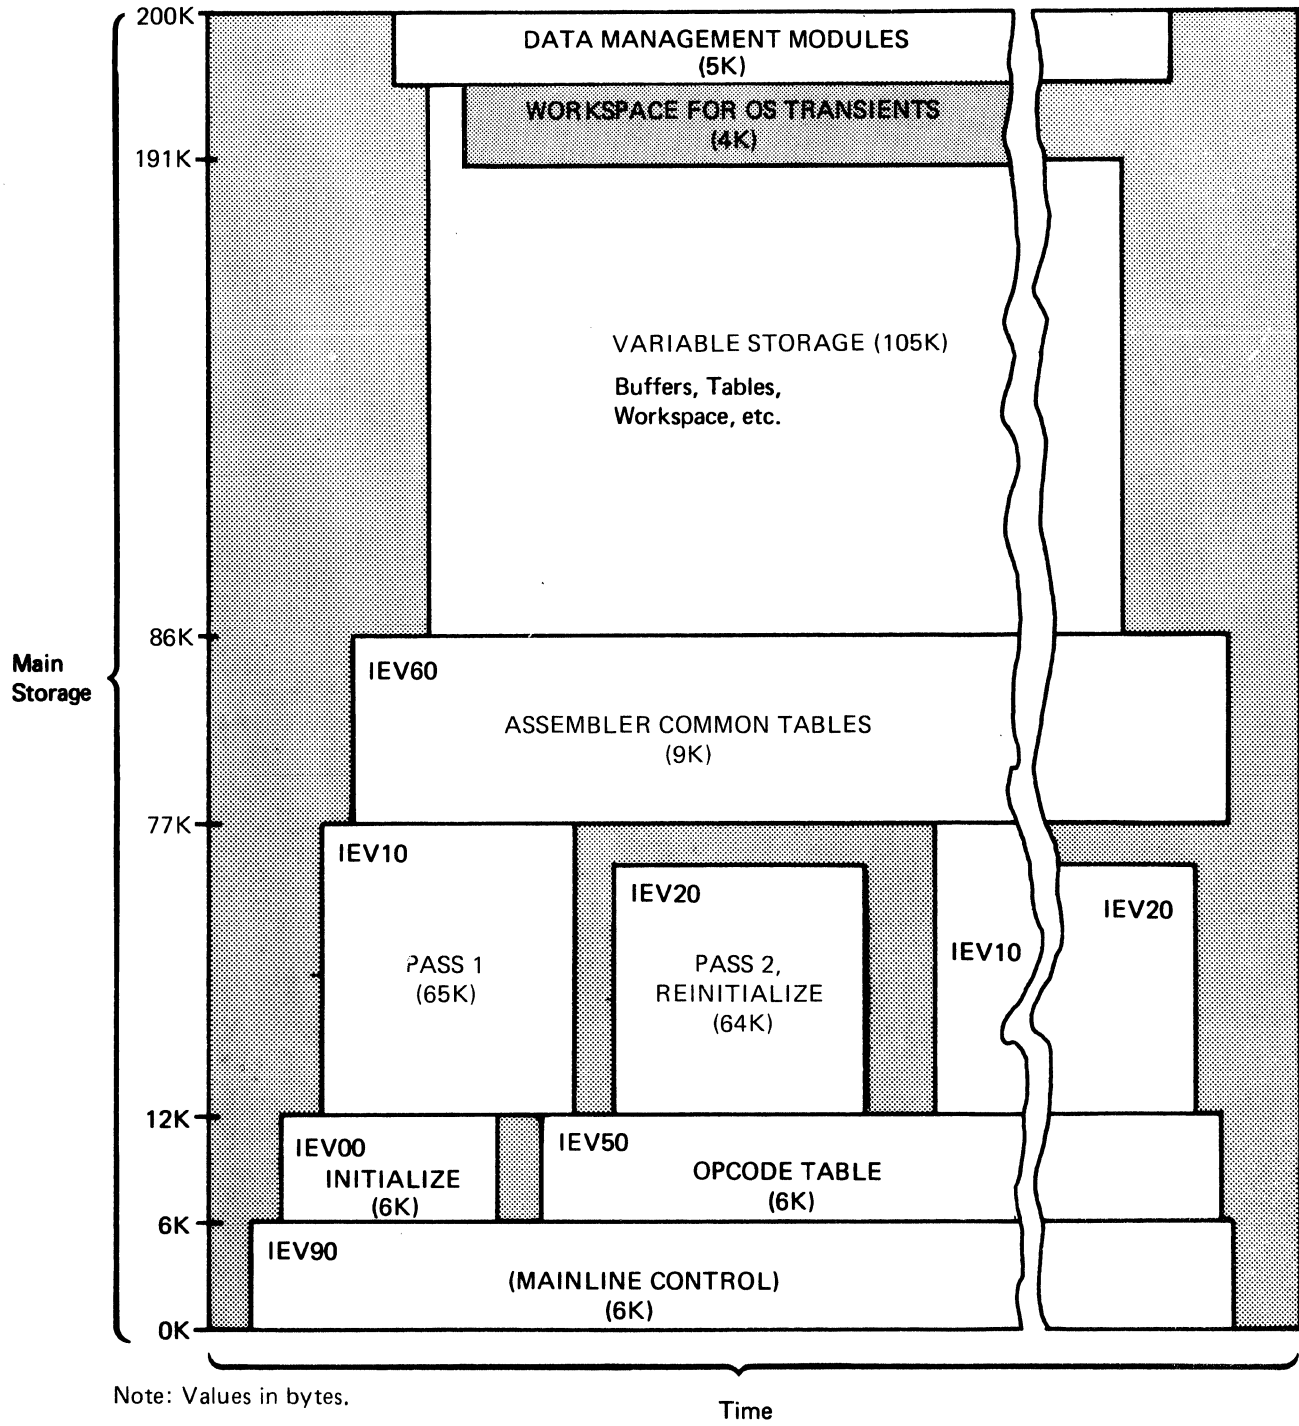 200K
DATA MANAGEMENT MODULES
(5K)
WORKSPACE FOR OS TRANSIENTS
(4K)
191K
VARIABLE STORAGE (105K)
Buffers, Tables,
Workspace, etc.
86K
Main
Storage
IEV60
ASSEMBLER COMMON TABLES
(9K)
77K
IEV10
PASS 1
(65K)
IEV20
PASS 2,
REINITIALIZE
(64K)
IEV10
IEV20
12K
IEV00
INITIALIZE
(6K)
IEV50
OPCODE TABLE
(6K)
6K
IEV90
(MAINLINE CONTROL)
(6K)
0K
Note: Values in bytes.
Time